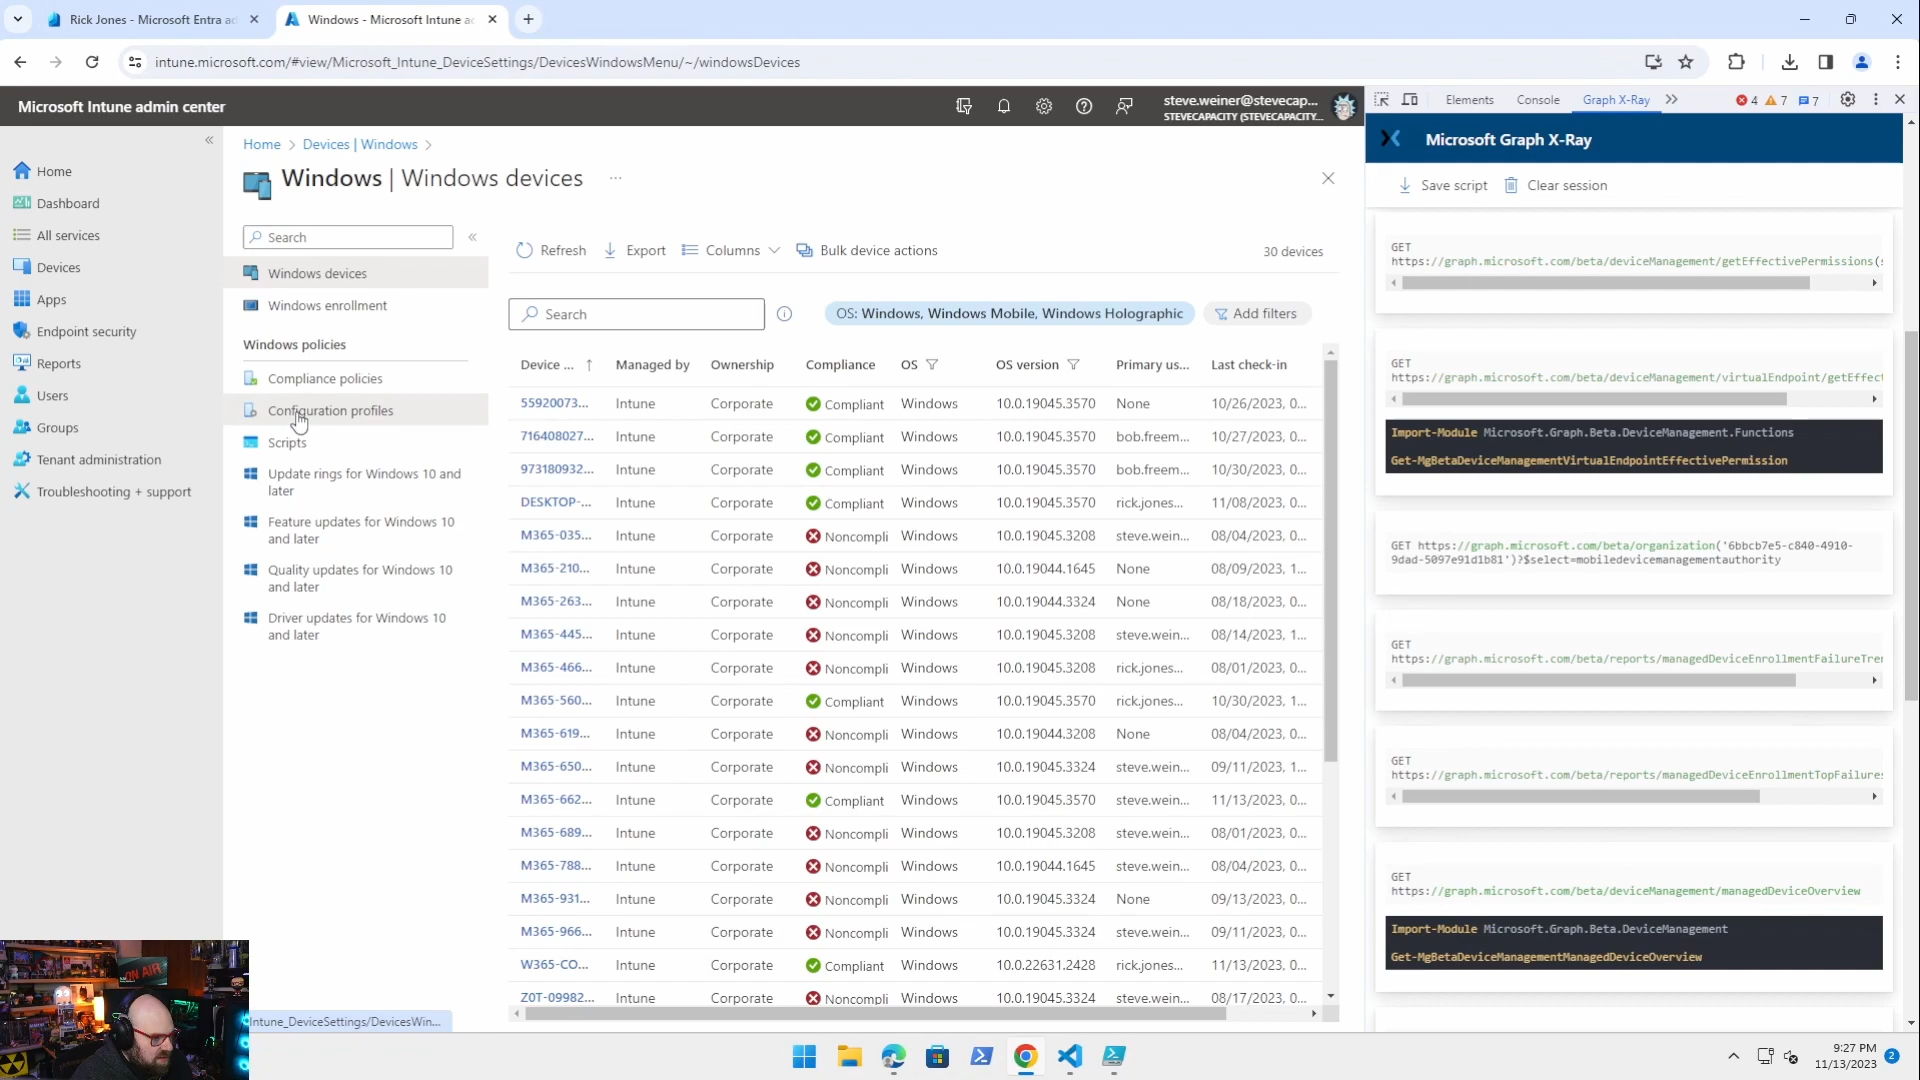 Rick Jones - Microsoft Entra ad
Windows - Microsoft Intune ad
intune.microsoft.com/#view/Microsoft_Intune_DeviceSettings/DevicesWindowsMenu/~/windowsDevices
Microsoft Intune admin center
steve.weiner@stevecap...
STEVECAPACITY (STEVECAPACITY....
Elements
Console
Graph X-Ray
4
7
7
Home
Dashboard
All services
Devices
Apps
Endpoint security
Reports
Users
Groups
Tenant administration
Troubleshooting + support
Home > Devices | Windows >
Windows | Windows devices ...
Search
Windows devices
Windows enrollment
Windows policies
Compliance policies
Configuration profiles
Scripts
Update rings for Windows 10 and
later
Feature updates for Windows 10
and later
Quality updates for Windows 10
and later
Driver updates for Windows 10
and later
Refresh Export Columns Bulk device actions 30 devices
Search
OS: Windows, Windows Mobile, Windows Holographic
Add filters
Device ... ↑ Managed by Ownership Compliance OS OS version Primary us... Last check-in
55920073... Intune Corporate Compliant Windows 10.0.19045.3570 None 10/26/2023, 0...
716408027... Intune Corporate Compliant Windows 10.0.19045.3570 bob.freem... 10/27/2023, 0...
973180932... Intune Corporate Compliant Windows 10.0.19045.3570 bob.freem... 10/30/2023, 0...
DESKTOP-... Intune Corporate Compliant Windows 10.0.19045.3570 rick.jones... 11/08/2023, 0...
M365-035... Intune Corporate Noncompli Windows 10.0.19045.3208 steve.wein... 08/04/2023, 0...
M365-210... Intune Corporate Noncompli Windows 10.0.19044.1645 None 08/09/2023, 1...
M365-263... Intune Corporate Noncompli Windows 10.0.19044.3324 None 08/18/2023, 0...
M365-445... Intune Corporate Noncompli Windows 10.0.19045.3208 steve.wein... 08/14/2023, 1...
M365-466... Intune Corporate Noncompli Windows 10.0.19045.3208 rick.jones... 08/01/2023, 0...
M365-560... Intune Corporate Compliant Windows 10.0.19045.3570 rick.jones... 10/30/2023, 1...
M365-619... Intune Corporate Noncompli Windows 10.0.19044.3208 None 08/04/2023, 0...
M365-650... Intune Corporate Noncompli Windows 10.0.19045.3324 steve.wein... 09/11/2023, 1...
M365-662... Intune Corporate Compliant Windows 10.0.19045.3570 steve.wein... 11/13/2023, 0...
M365-689... Intune Corporate Noncompli Windows 10.0.19045.3208 steve.wein... 08/01/2023, 0...
M365-788... Intune Corporate Noncompli Windows 10.0.19044.1645 steve.wein... 08/04/2023, 0...
M365-931... Intune Corporate Noncompli Windows 10.0.19045.3324 None 09/13/2023, 0...
M365-966... Intune Corporate Noncompli Windows 10.0.19045.3324 steve.wein... 09/11/2023, 0...
W365-CO... Intune Corporate Compliant Windows 10.0.22631.2428 rick.jones... 11/13/2023, 0...
Z0T-09982... Intune Corporate Noncompli Windows 10.0.19045.3324 steve.wein... 08/17/2023, 0...
Microsoft Graph X-Ray
Save script Clear session
GET
https://graph.microsoft.com/beta/deviceManagement/getEffectivePermissions(s
GET
https://graph.microsoft.com/beta/deviceManagement/virtualEndpoint/getEffect
Import-Module Microsoft.Graph.Beta.DeviceManagement.Functions
Get-MgBetaDeviceManagementVirtualEndpointEffectivePermission
GET https://graph.microsoft.com/beta/organization('6bbcb7e5-c840-4910-
9dad-5097e91d1b81')?$select=mobiledevicemanagementauthority
GET
https://graph.microsoft.com/beta/reports/managedDeviceEnrollmentFailureTren
GET
https://graph.microsoft.com/beta/reports/managedDeviceEnrollmentTopFailures
GET
https://graph.microsoft.com/beta/deviceManagement/managedDeviceOverview
Import-Module Microsoft.Graph.Beta.DeviceManagement
Get-MgBetaDeviceManagementManagedDeviceOverview
ON AIR
Intune_DeviceSettings/DevicesWin...
9:27 PM
11/13/2023
2